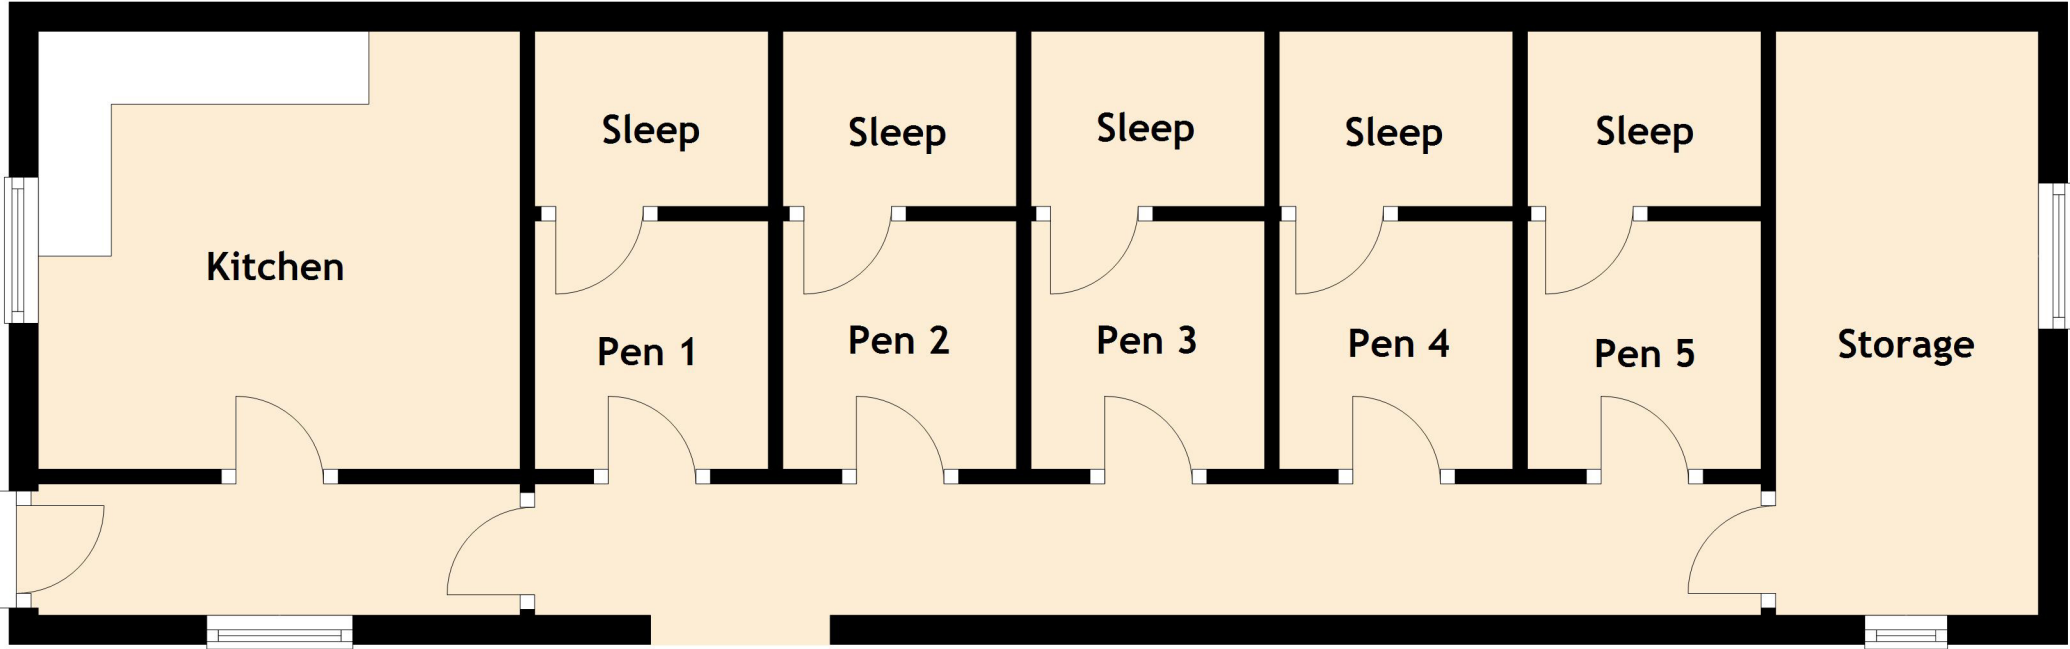 Sleep
Sleep
Sleep
Sleep
Sleep
Kitchen
Pen 1
Pen 2
Pen 3
Pen 4
Pen 5
Storage